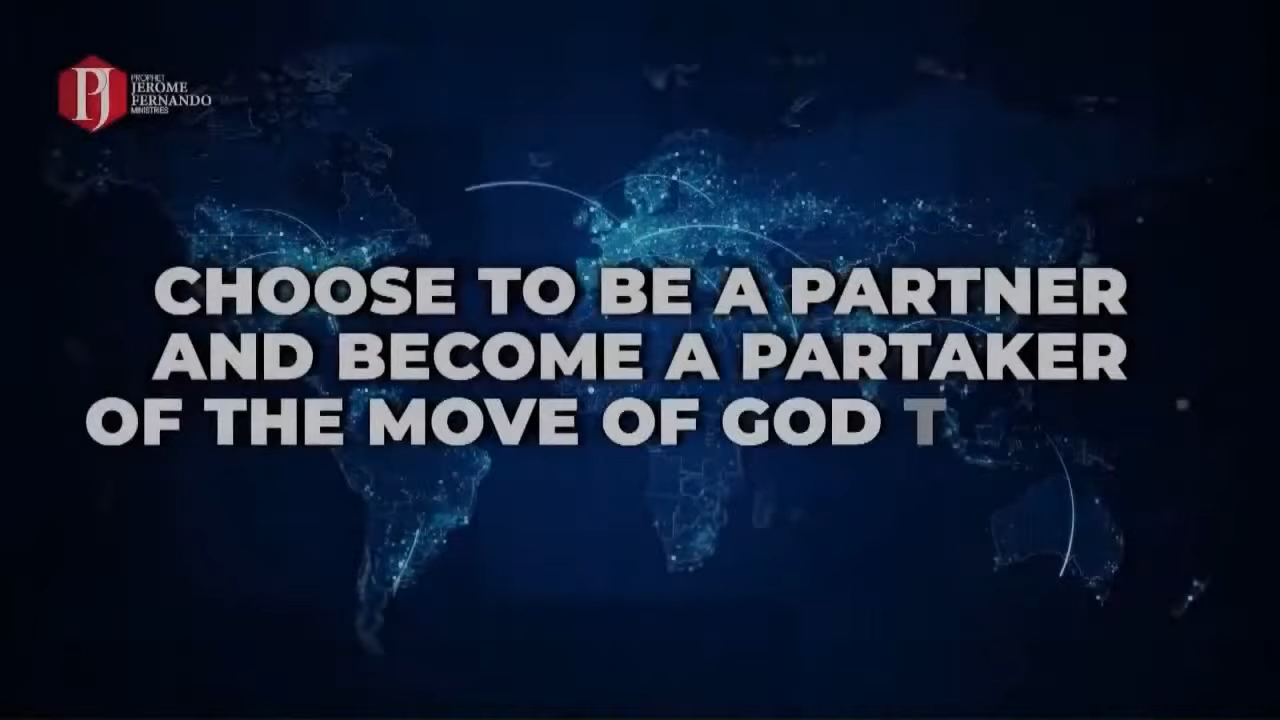 PJ
PROPHET
JEROME
FERNANDO
MINISTRIES
CHOOSE TO BE A PARTNER
AND BECOME A PARTAKER
OF THE MOVE OF GOD T